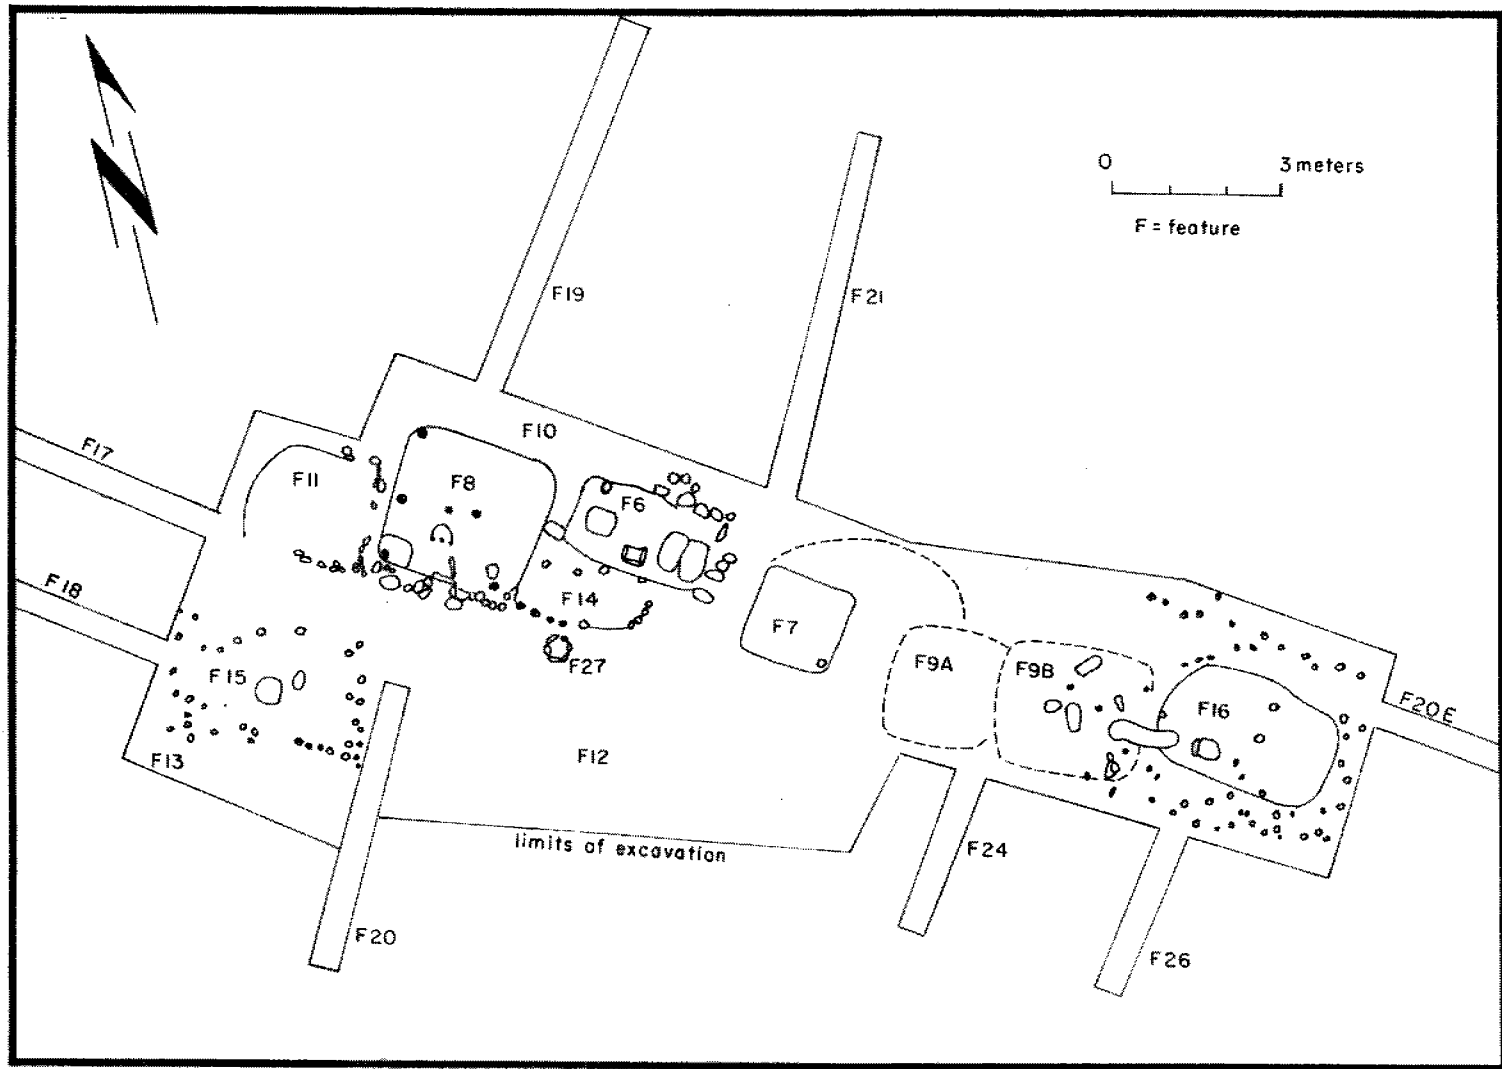 0 3 meters
F = feature
F19
F21
F17
F10
F11
F8
F6
F18
F14
F7
F27
F15
F9A
F9B
F16
F20E
F12
F13
limits of excavation
F24
F20
F26